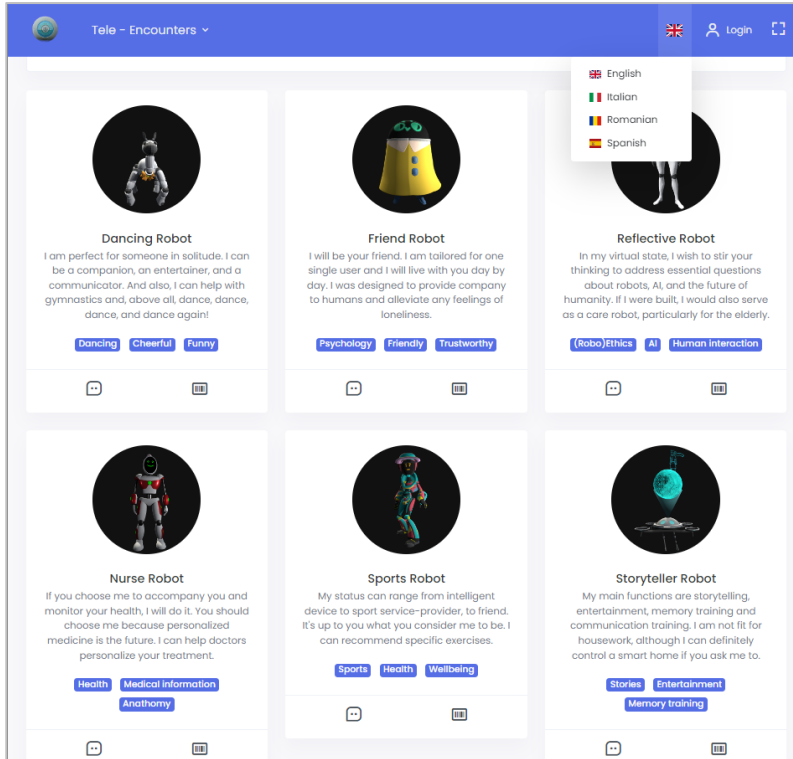 Tele - Encounters
Login
English
Italian
Romanian
Spanish
Dancing Robot
I am perfect for someone in solitude. I can
be a companion, an entertainer, and a
communicator. And also, I can help with
gymnastics and, above all, dance, dance,
dance, and dance again!
Dancing Cheerful Funny
Friend Robot
I will be your friend. I am tailored for one
single user and I will live with you day by
day. I was designed to provide company
to humans and alleviate any feelings of
loneliness.
Psychology Friendly Trustworthy
Reflective Robot
In my virtual state, I wish to stir your
thinking to address essential questions
about robots, AI, and the future of
humanity. If I were built, I would also serve
as a care robot, particularly for the elderly.
(Robo)Ethics AI Human interaction
Nurse Robot
If you choose me to accompany you and
monitor your health, I will do it. You should
choose me because personalized
medicine is the future. I can help doctors
personalize your treatment.
Health Medical information
Anathomy
Sports Robot
My status can range from intelligent
device to sport service-provider, to friend.
It's up to you what you consider me to be. I
can recommend specific exercises.
Sports Health Wellbeing
Storyteller Robot
My main functions are storytelling,
entertainment, memory training and
communication training. I am not fit for
housework, although I can definitely
control a smart home if you ask me to.
Stories Entertainment
Memory training